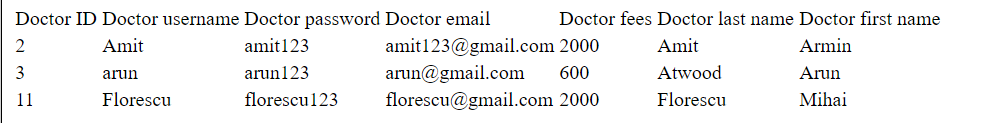 Doctor ID Doctor username Doctor password Doctor email Doctor fees Doctor last name Doctor first name
2 Amit amit123 amit123@gmail.com 2000 Amit Armin
3 arun arun123 arun@gmail.com 600 Atwood Arun
11 Florescu florescu123 florescu@gmail.com 2000 Florescu Mihai